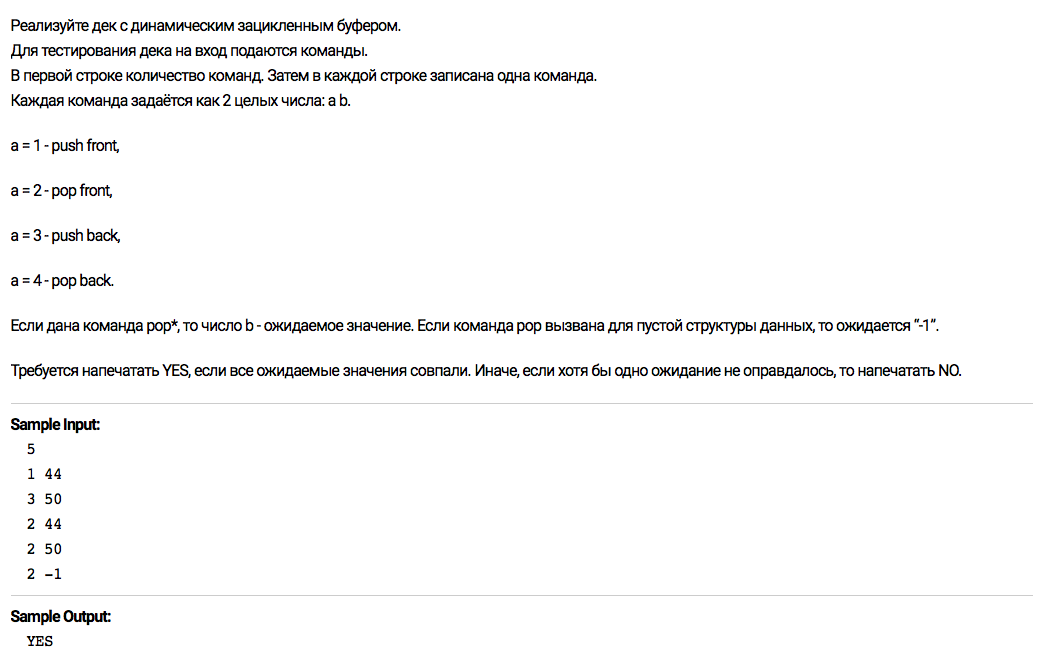 Реализуйте дек с динамическим зацикленным буфером.
Для тестирования дека на вход подаются команды.
В первой строке количество команд. Затем в каждой строке записана одна команда.
Каждая команда задаётся как 2 целых числа: a b.
a = 1 - push front,
a = 2 - pop front,
a = 3 - push back,
a = 4 - pop back.
Если дана команда pop*, то число b - ожидаемое значение. Если команда pop вызвана для пустой структуры данных, то ожидается “-1”.
Требуется напечатать YES, если все ожидаемые значения совпали. Иначе, если хотя бы одно ожидание не оправдалось, то напечатать NO.
Sample Input:
5
1 44
3 50
2 44
2 50
2 -1
Sample Output:
YES